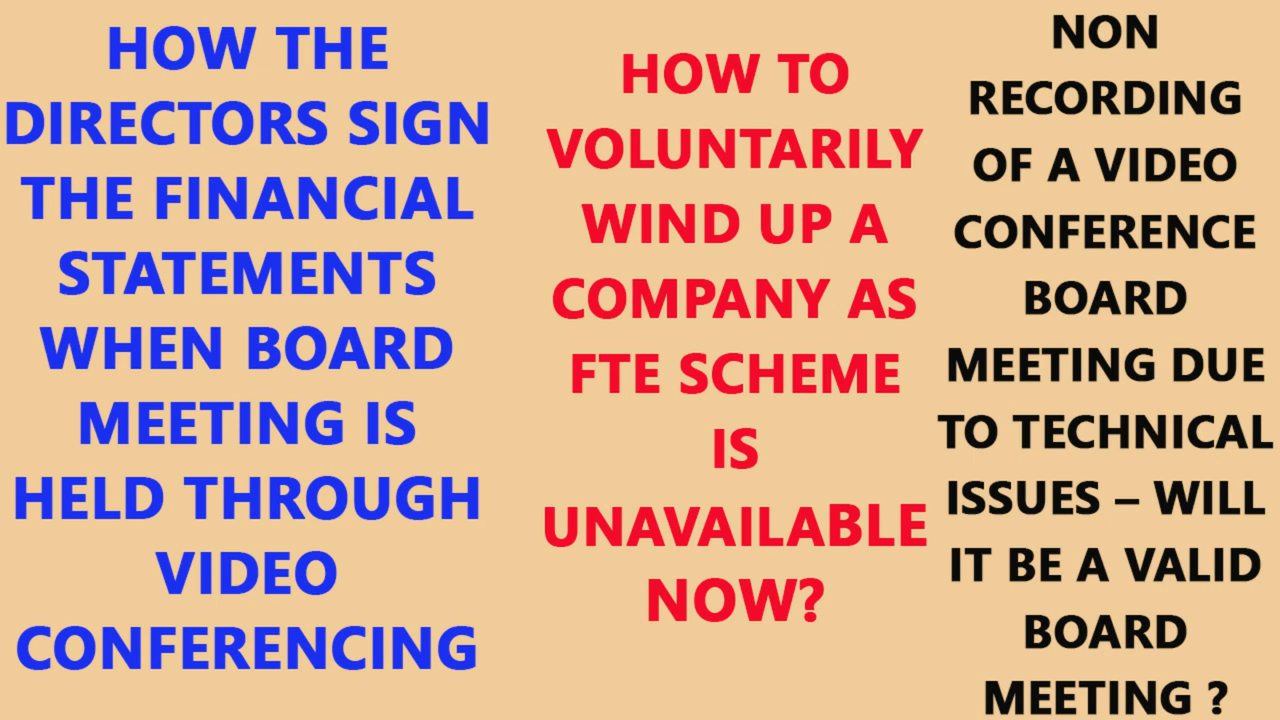 HOW THE
DIRECTORS SIGN
THE FINANCIAL
STATEMENTS
WHEN BOARD
MEETING IS
HELD THROUGH
VIDEO
CONFERENCING
HOW TO
VOLUNTARILY
WIND UP A
COMPANY AS
FTE SCHEME
IS
UNAVAILABLE
NOW?
NON
RECORDING
OF A VIDEO
CONFERENCE
BOARD
MEETING DUE
TO TECHNICAL
ISSUES – WILL
IT BE A VALID
BOARD
MEETING ?